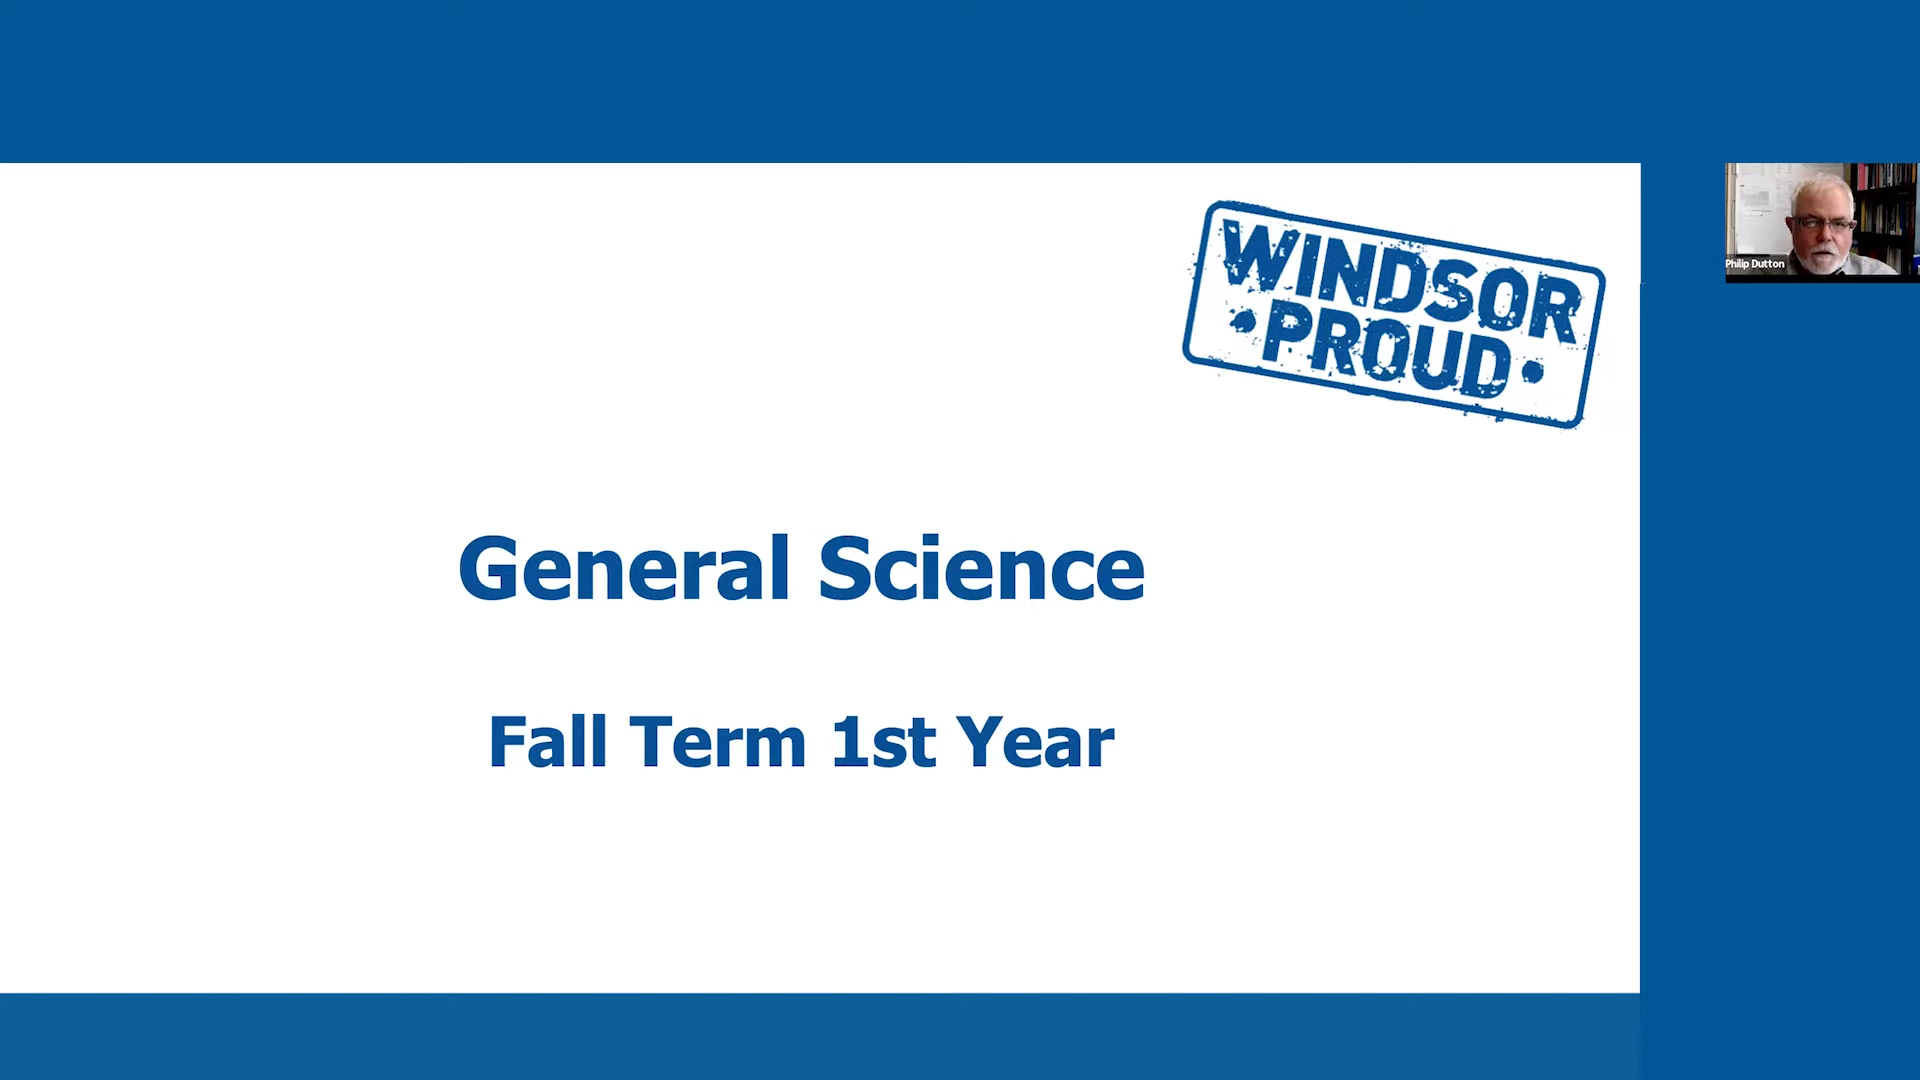 WINDSOR
•PROUD•
Philip Dutton
General Science
Fall Term 1st Year